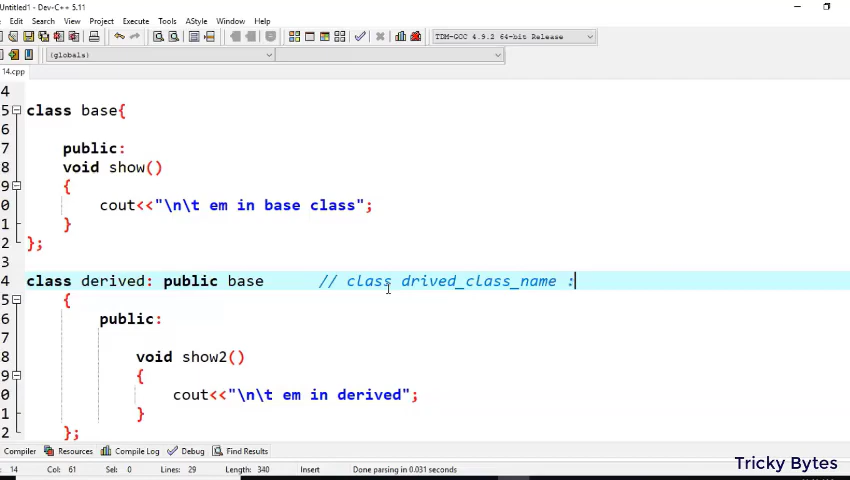 Untitled1 - Dev-C++ 5.11
Edit Search View Project Execute Tools AStyle Window Help
TDM-GCC 4.9.2 64-bit Release
(globals)
14.cpp
4
5 class base{
6
7 public:
8 void show()
9 {
0 cout<<"\n\t em in base class";
1 }
2 };
3
4 class derived: public base // class drived_class_name :
5 {
6 public:
7
8 void show2()
9 {
0 cout<<"\n\t em in derived";
1 }
2 };
Compiler Resources Compile Log Debug Find Results
14 Col: 61 Sel: 0 Lines: 29 Length: 340 Insert Done parsing in 0.031 seconds
Tricky Bytes